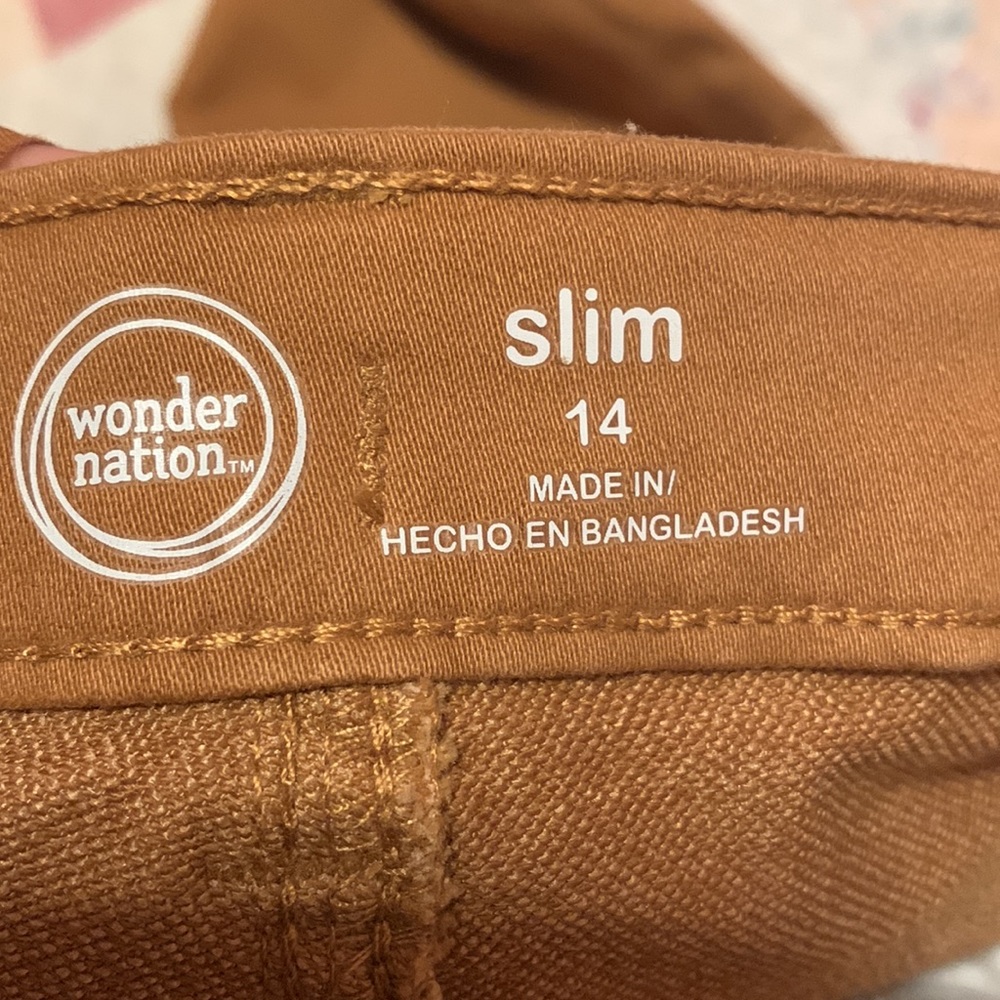 wonder
nation™
slim
14
MADE IN/
HECHO EN BANGLADESH